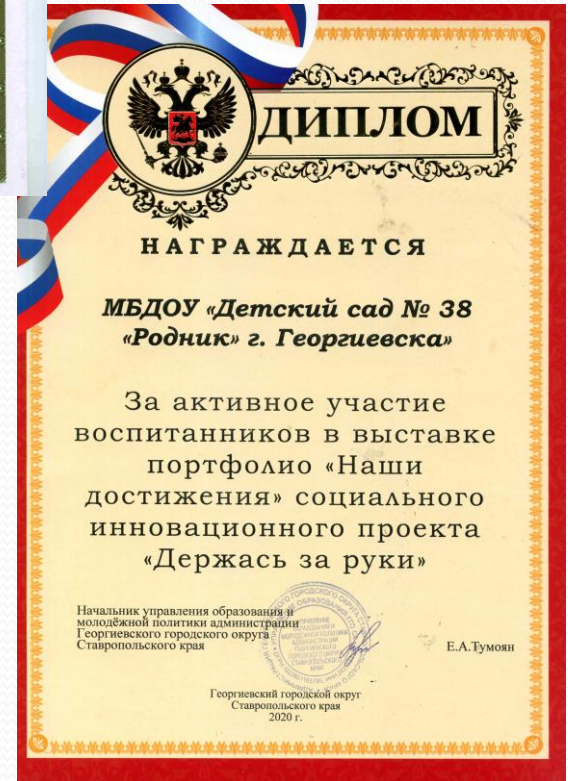 ДИПЛОМ
НАГРАЖДАЕТСЯ
МБДОУ «Детский сад № 38
«Родник» г. Георгиевска»
За активное участие
воспитанников в выставке
портфолио «Наши
достижения» социального
инновационного проекта
«Держась за руки»
Начальник управления образования и
молодёжной политики администрации
Георгиевского городского округа
Ставропольского края
Е.А.Тумоян
Георгиевский городской округ
Ставропольского края
2020 г.